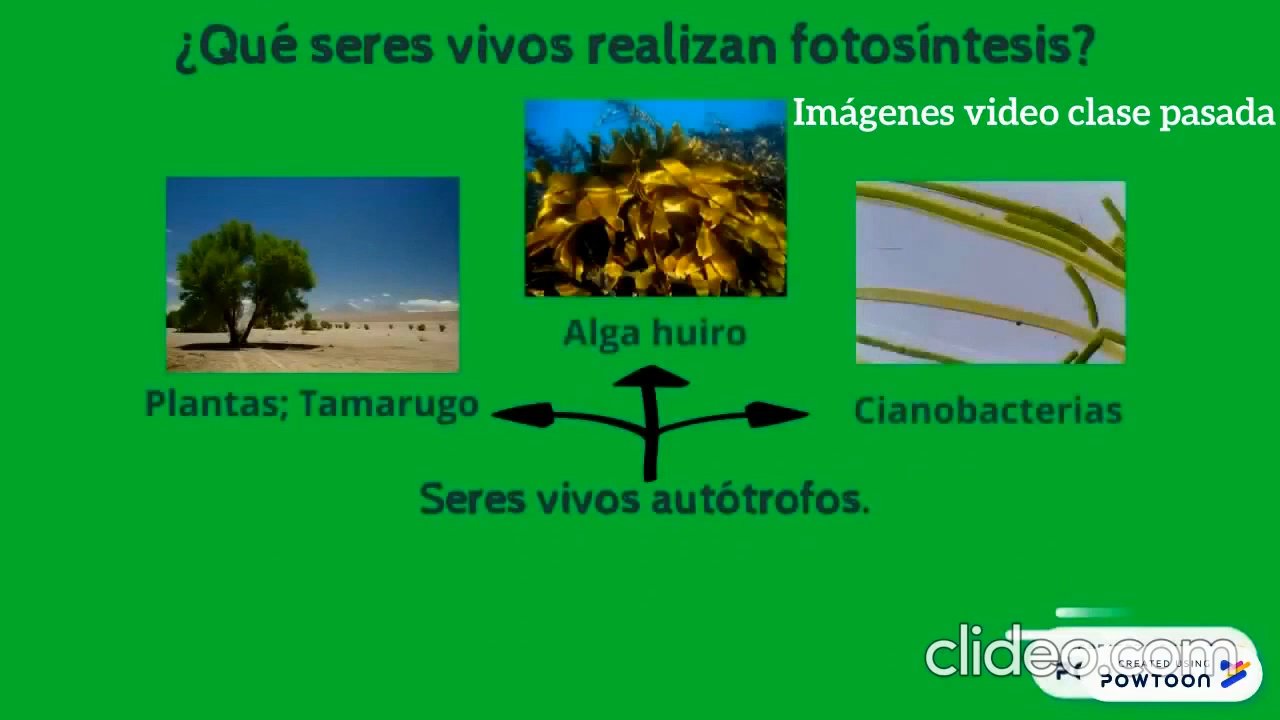 ¿Qué seres vivos realizan fotosíntesis?
Imágenes video clase pasada
Alga huiro
Plantas; Tamarugo
Cianobacterias
Seres vivos autótrofos.
clideo.com
CREATED USING
POWTOON